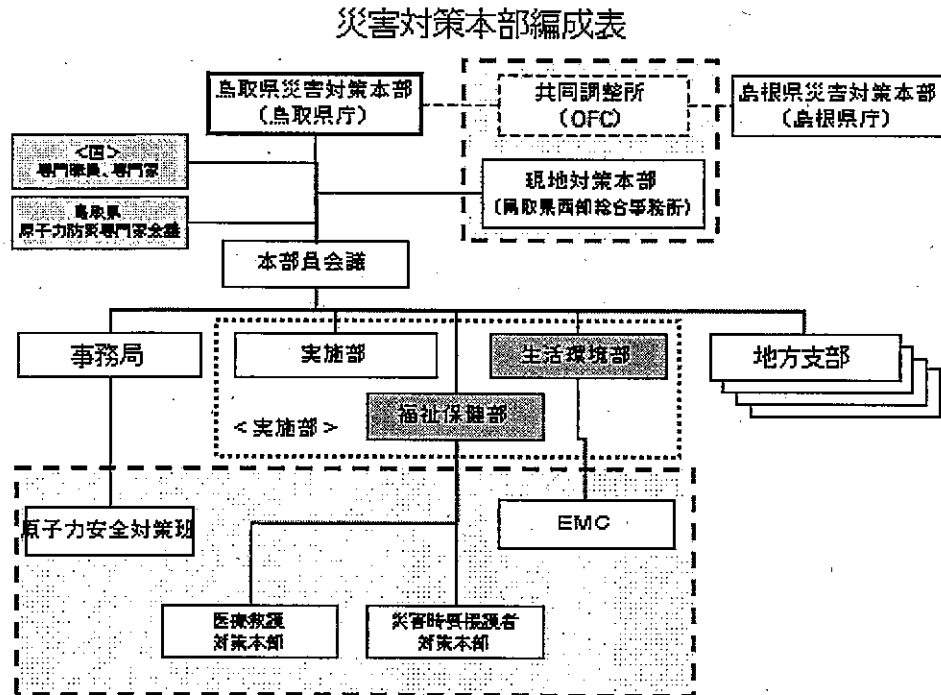 災害対策本部編成表
鳥取県災害対策本部
（鳥取県庁）
共同調整所
（OFC）
島根県災害対策本部
（島根県庁）
<国>
専門職員、専門家
現地対策本部
（鳥取県西部総合事務所）
鳥取県
原子力防災専門家会議
本部員会議
事務局
実施部
生活環境部
地方支部
福祉保健部
<実施部>
原子力安全対策班
EMC
医療救護
対策本部
災害時要援護者
対策本部